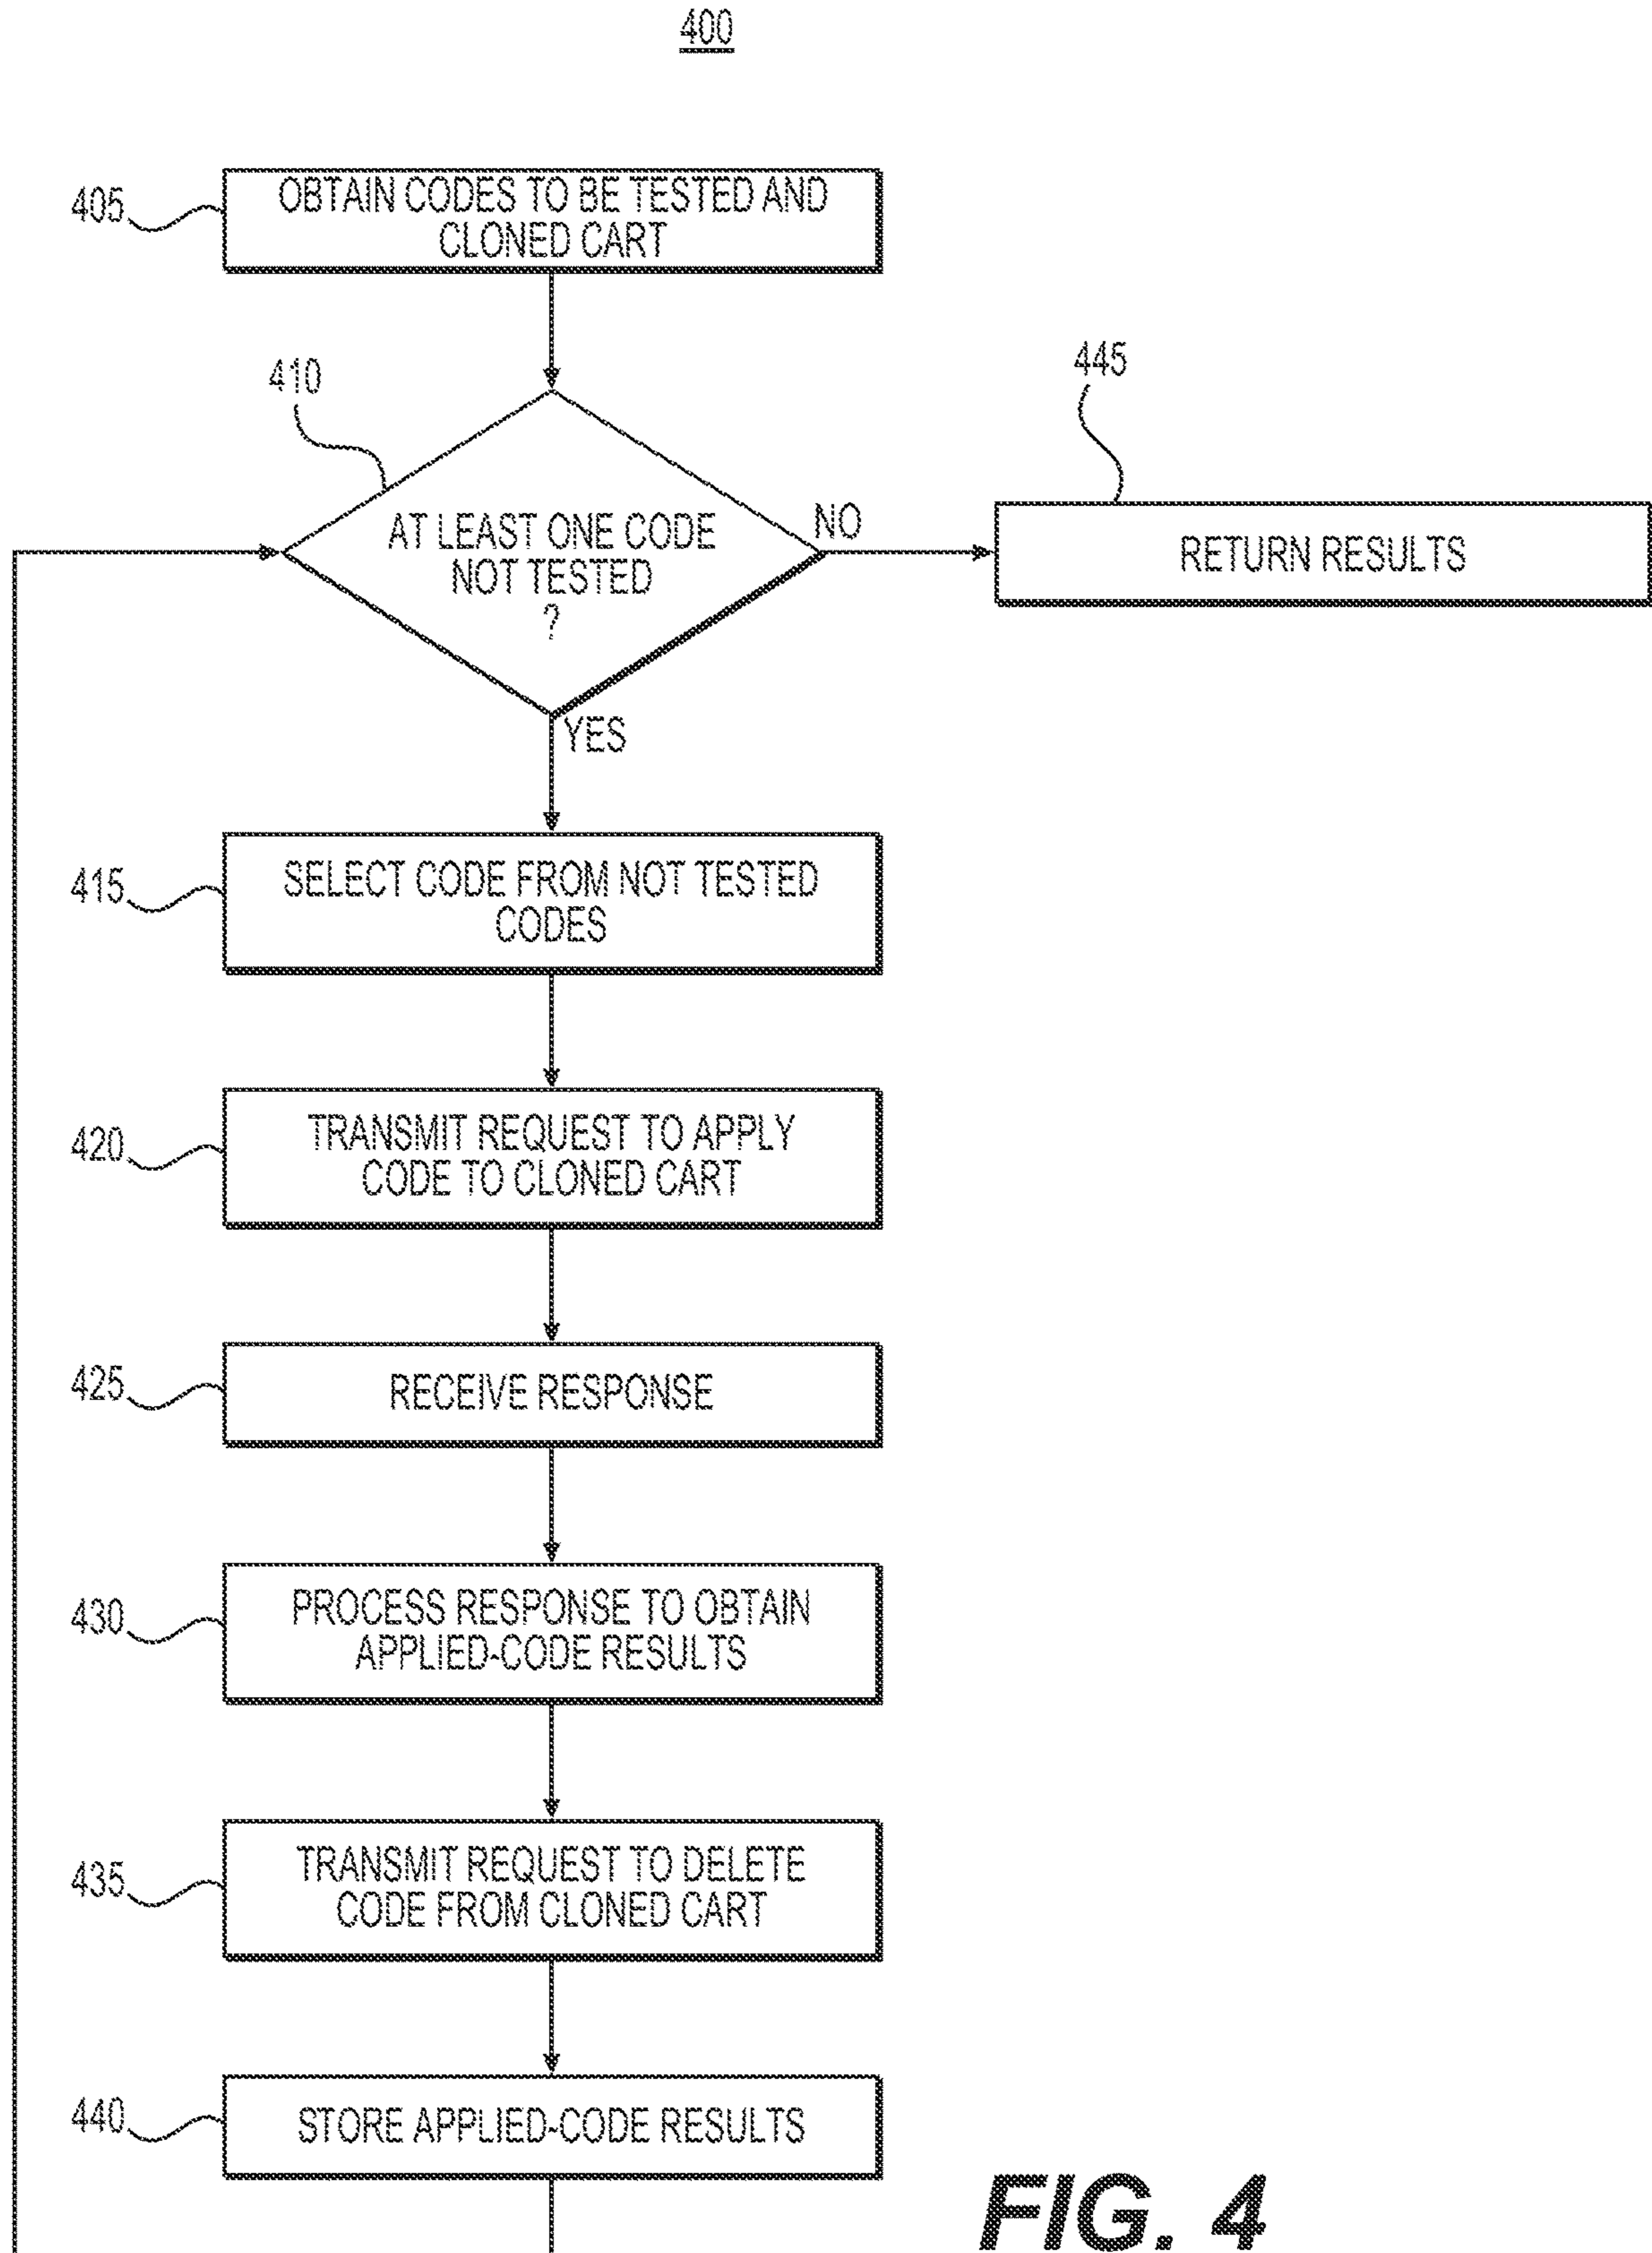 400
405
OBTAIN CODES TO BE TESTED AND
CLONED CART
410
AT LEAST ONE CODE
NOT TESTED
?
NO
445
RETURN RESULTS
YES
415
SELECT CODE FROM NOT TESTED
CODES
420
TRANSMIT REQUEST TO APPLY
CODE TO CLONED CART
425
RECEIVE RESPONSE
430
PROCESS RESPONSE TO OBTAIN
APPLIED-CODE RESULTS
435
TRANSMIT REQUEST TO DELETE
CODE FROM CLONED CART
440
STORE APPLIED-CODE RESULTS
FIG. 4